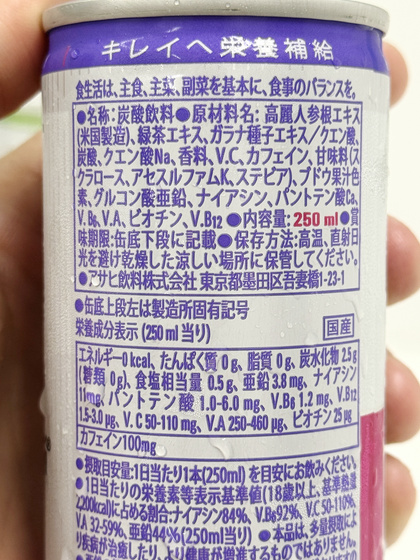 キレイへ栄養補給
食生活は、主食、主菜、副菜を基本に、食事のバランスを。
●名称:炭酸飲料●原材料名:高麗人参根エキス
(米国製造)、緑茶エキス、ガラナ種子エキス/クエン酸、
炭酸、クエン酸Na、香料、V.C、カフェイン、甘味料(ス
クラロース、アセスルファムK、ステビア)、ブドウ果汁色
素、グルコン酸亜鉛、ナイアシン、パントテン酸Ca、
V.B6、V.A、ビオチン、V.B12 ●内容量:250 ml ●賞
味期限:缶底下段に記載●保存方法:高温、直射日
光を避け乾燥した涼しい場所に保管してください。
●アサヒ飲料株式会社 東京都墨田区吾妻橋1-23-1
●缶底上段左は製造所固有記号
栄養成分表示(250ml当り) 国産
エネルギー0kcal、たんぱく質 0g、脂質 0g、炭水化物 2.5g
(糖類 0g)、食塩相当量 0.5g、亜鉛 3.8mg、ナイアシン
11mg、パントテン酸 1.0-6.0 mg、V.B6 1.2 mg、V.B12
1.5-3.0 μg、V.C 50-110 mg、V.A 250-460 μg、ビオチン 25 μg
カフェイン100mg
●摂取目安量:1日当たり1本(250ml)を目安にお飲みください。
●1日当たりの栄養素等表示基準値(18歳以上、基準熱量
2,200kcal)に占める割合:ナイアシン84%、V.B6 92%、V.C 50-110%、
V.A 32-59%、亜鉛44%(250ml当り) ●本品は、多量摂取によ
り疾病が治癒したり、より健康が増進するものではありません。